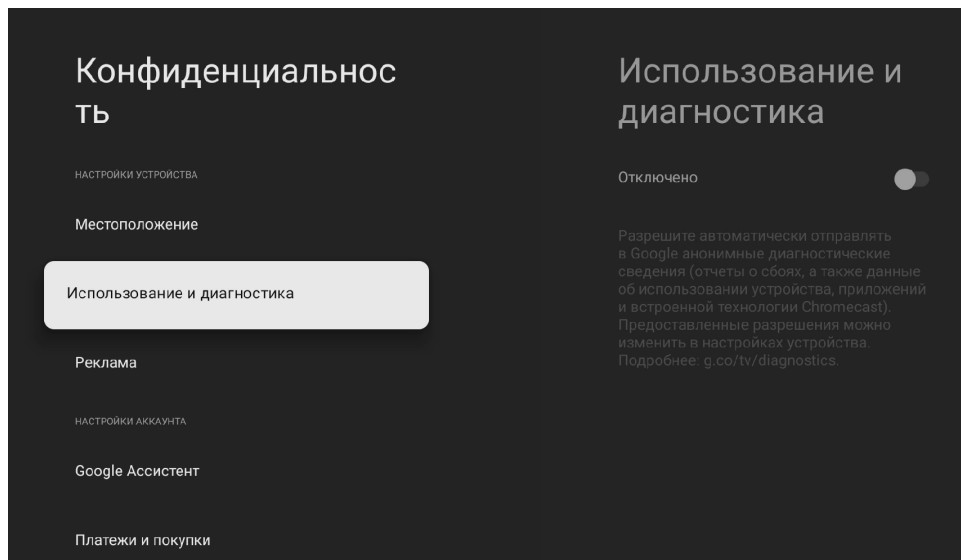 Конфиденциальнос
ть
НАСТРОЙКИ УСТРОЙСТВА
Местоположение
Использование и диагностика
Реклама
НАСТРОЙКИ АККАУНТА
Google Ассистент
Платежи и покупки
Использование и
диагностика
Отключено
Разрешите автоматически отправлять
в Google анонимные диагностические
сведения (отчеты о сбоях, а также данные
об использовании устройства, приложений
и встроенной технологии Chromecast).
Предоставленные разрешения можно
изменить в настройках устройства.
Подробнее: g.co/tv/diagnostics.